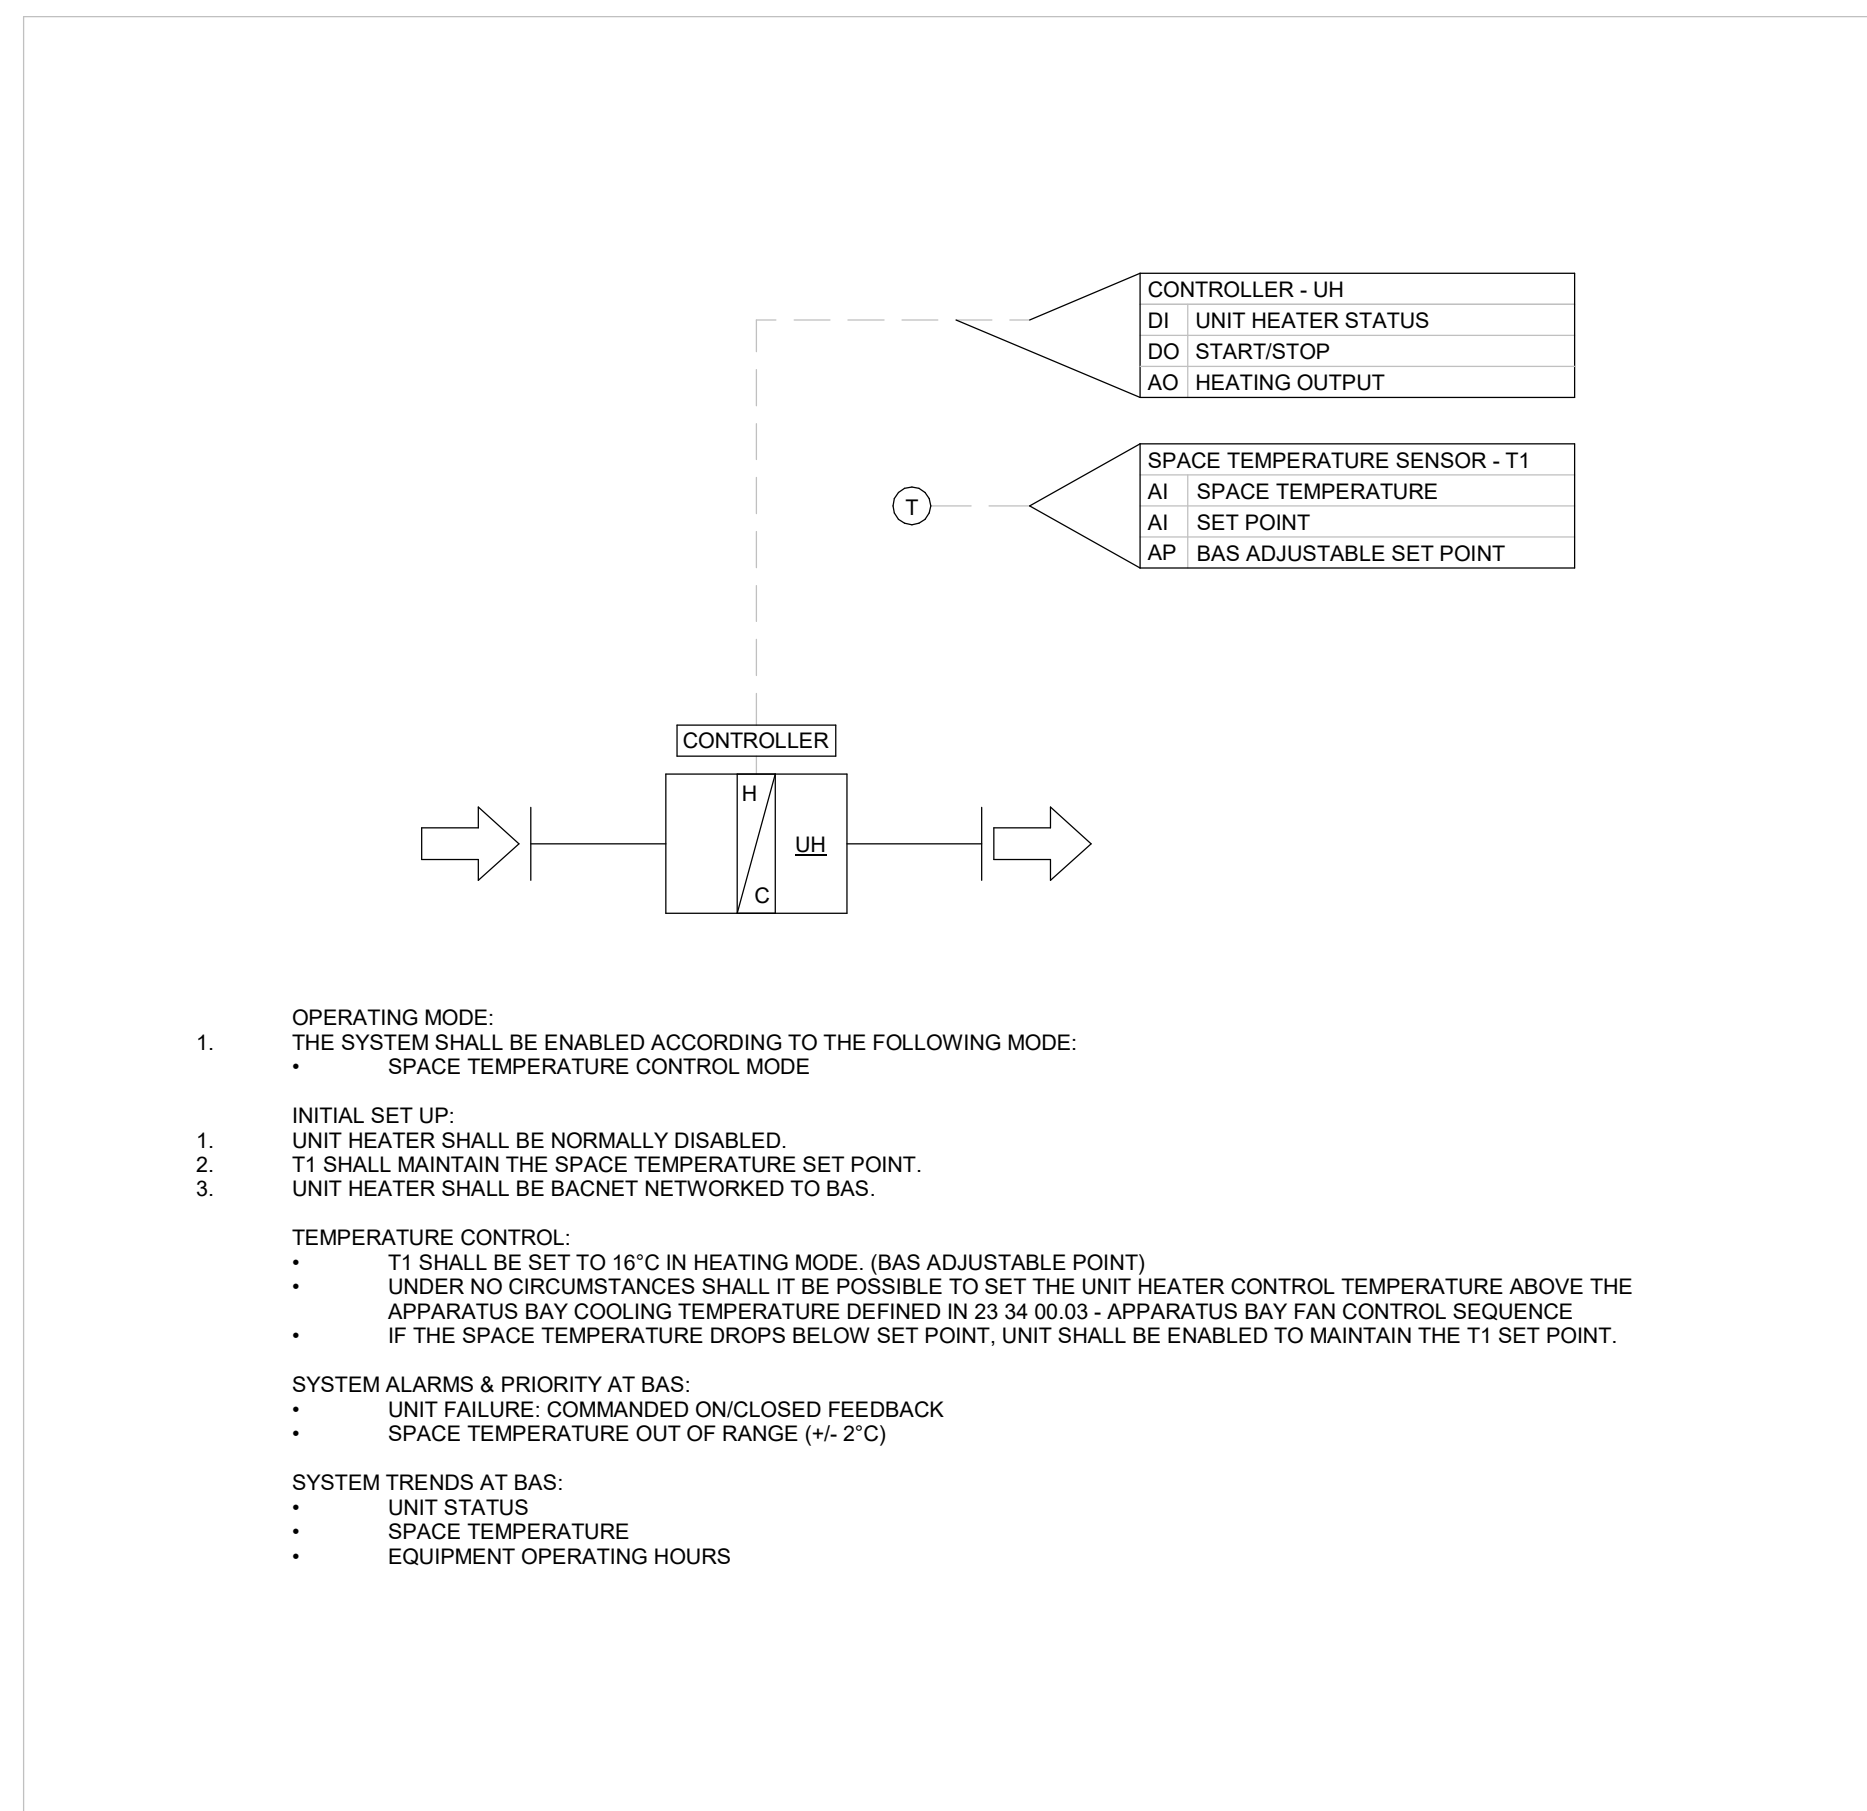 CONTROLLER - UH
DI UNIT HEATER STATUS
DO START/STOP
AO HEATING OUTPUT
SPACE TEMPERATURE SENSOR - T1
AI SPACE TEMPERATURE
AI SET POINT
AP BAS ADJUSTABLE SET POINT
T
CONTROLLER
H
UH
C
OPERATING MODE:
1. THE SYSTEM SHALL BE ENABLED ACCORDING TO THE FOLLOWING MODE:
• SPACE TEMPERATURE CONTROL MODE
INITIAL SET UP:
1. UNIT HEATER SHALL BE NORMALLY DISABLED.
2. T1 SHALL MAINTAIN THE SPACE TEMPERATURE SET POINT.
3. UNIT HEATER SHALL BE BACNET NETWORKED TO BAS.
TEMPERATURE CONTROL:
• T1 SHALL BE SET TO 16°C IN HEATING MODE. (BAS ADJUSTABLE POINT)
• UNDER NO CIRCUMSTANCES SHALL IT BE POSSIBLE TO SET THE UNIT HEATER CONTROL TEMPERATURE ABOVE THE
APPARATUS BAY COOLING TEMPERATURE DEFINED IN 23 34 00.03 - APPARATUS BAY FAN CONTROL SEQUENCE
• IF THE SPACE TEMPERATURE DROPS BELOW SET POINT, UNIT SHALL BE ENABLED TO MAINTAIN THE T1 SET POINT.
SYSTEM ALARMS & PRIORITY AT BAS:
• UNIT FAILURE: COMMANDED ON/CLOSED FEEDBACK
• SPACE TEMPERATURE OUT OF RANGE (+/- 2°C)
SYSTEM TRENDS AT BAS:
• UNIT STATUS
• SPACE TEMPERATURE
• EQUIPMENT OPERATING HOURS